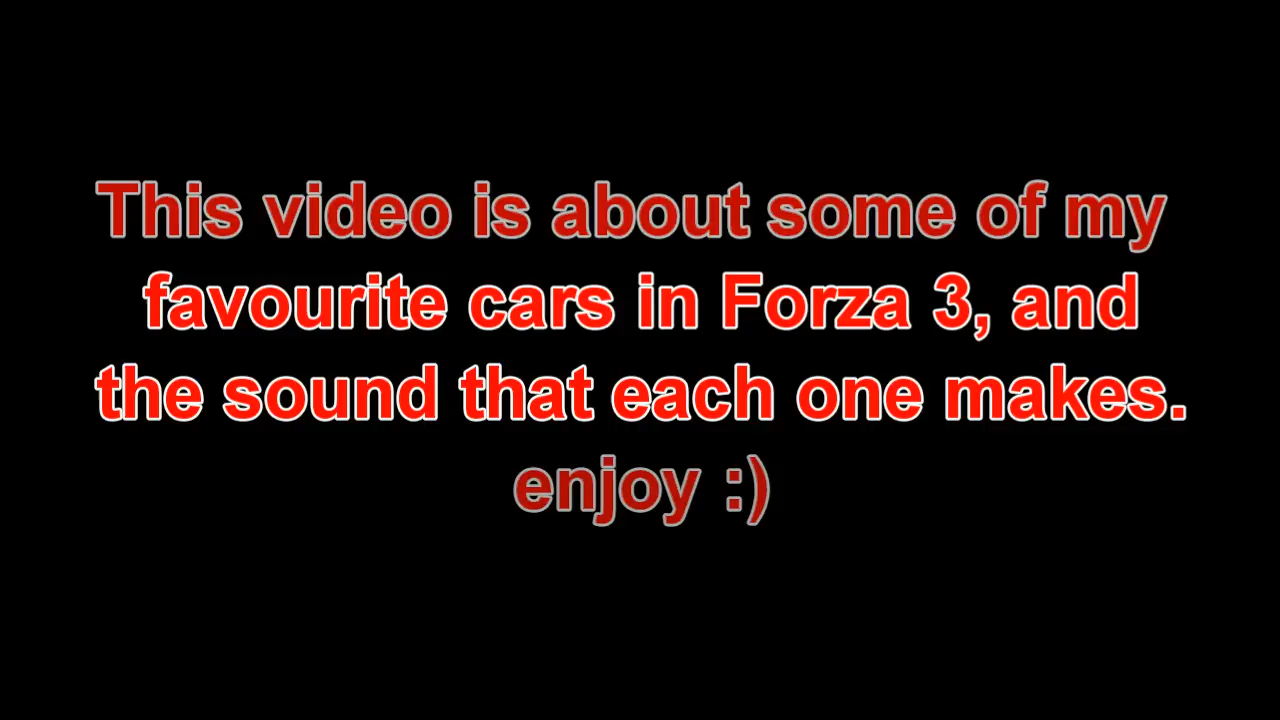 This video is about some of my
favourite cars in Forza 3, and
the sound that each one makes.
enjoy :)